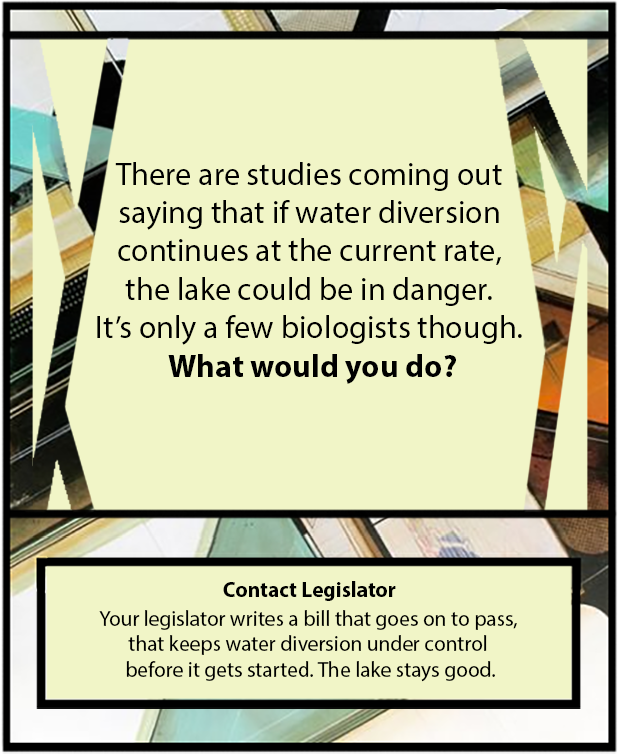 There are studies coming out
saying that if water diversion
continues at the current rate,
the lake could be in danger.
It’s only a few biologists though.
What would you do?
Contact Legislator
Your legislator writes a bill that goes on to pass,
that keeps water diversion under control
before it gets started. The lake stays good.